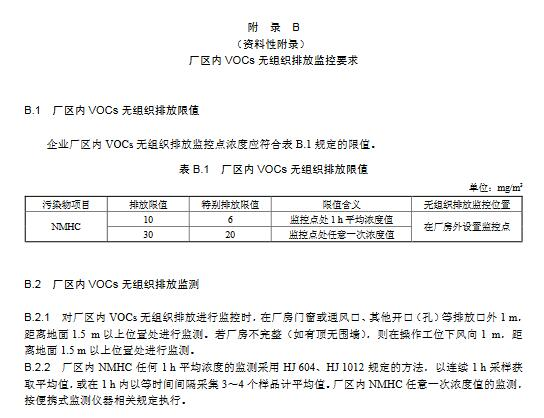 附 录 B
（资料性附录）
厂区内 VOCs 无组织排放监控要求
B.1 厂区内 VOCs 无组织排放限值
企业厂区内 VOCs 无组织排放监控点浓度应符合表 B.1 规定的限值。
表 B.1 厂区内 VOCs 无组织排放限值
单位：mg/m³
污染物项目 排放限值 特别排放限值 限值含义 无组织排放监控位置
NMHC 10 6 监控点处 1 h 平均浓度值 在厂房外设置监控点
30 20 监控点处任意一次浓度值
B.2 厂区内 VOCs 无组织排放监测
B.2.1 对厂区内 VOCs 无组织排放进行监控时，在厂房门窗或通风口、其他开口（孔）等排放口外 1 m，
距离地面 1.5 m 以上位置处进行监测。若厂房不完整（如有顶无围墙），则在操作工位下风向 1 m，距
离地面 1.5 m 以上位置处进行监测。
B.2.2 厂区内 NMHC 任何 1 h 平均浓度的监测采用 HJ 604、HJ 1012 规定的方法，以连续 1 h 采样获
取平均值，或在 1 h 内以等时间间隔采集 3～4 个样品计平均值。厂区内 NMHC 任意一次浓度值的监测，
按便携式监测仪器相关规定执行。